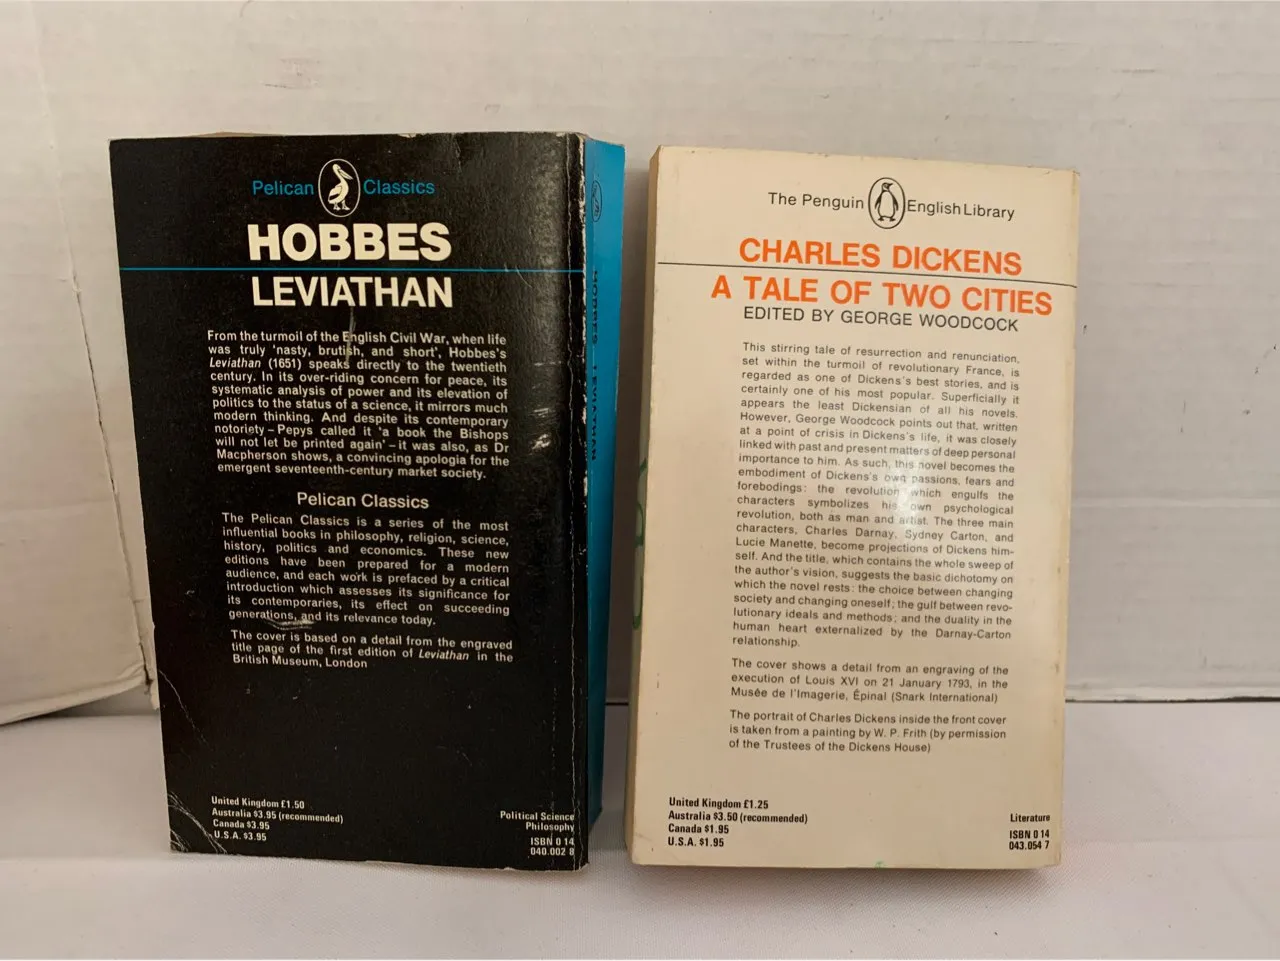 Pelican Classics
HOBBES
LEVIATHAN
From the turmoil of the English Civil War, when life
was truly 'nasty, brutish, and short', Hobbes's
Leviathan (1651) speaks directly to the twentieth
century. In its over-riding concern for peace, its
systematic analysis of power and its elevation of
politics to the status of a science, it mirrors much
modern thinking. And despite its contemporary
notoriety – Pepys called it 'a book the Bishops
will not let be printed again' – it was also, as Dr
Macpherson shows, a convincing apologia for the
emergent seventeenth-century market society.
Pelican Classics
The Pelican Classics is a series of the most
influential books in philosophy, religion, science,
history, politics and economics. These new
editions have been prepared for a modern
audience, and each work is prefaced by a critical
introduction which assesses its significance for
its contemporaries, its effect on succeeding
generations, and its relevance today.
The cover is based on a detail from the engraved
title page of the first edition of Leviathan in the
British Museum, London
United Kingdom £1.50
Australia $3.95 (recommended)
Canada $3.95
U.S.A. $3.95
Political Science
Philosophy
ISBN 0 14
040.002 8
HOBBES LEVIATHAN
The Penguin English Library
CHARLES DICKENS
A TALE OF TWO CITIES
EDITED BY GEORGE WOODCOCK
This stirring tale of resurrection and renunciation,
set within the turmoil of revolutionary France, is
regarded as one of Dickens's best stories, and is
certainly one of his most popular. Superficially it
appears the least Dickensian of all his novels.
However, George Woodcock points out that, written
at a point of crisis in Dickens's life, it was closely
linked with past and present matters of deep personal
importance to him. As such, this novel becomes the
embodiment of Dickens's own passions, fears and
forebodings: the revolution which engulfs the
characters symbolizes his own psychological
revolution, both as man and artist. The three main
characters, Charles Darnay, Sydney Carton, and
Lucie Manette, become projections of Dickens him-
self. And the title, which contains the whole sweep of
the author's vision, suggests the basic dichotomy on
which the novel rests: the choice between changing
society and changing oneself; the gulf between revo-
lutionary ideals and methods; and the duality in the
human heart externalized by the Darnay-Carton
relationship.
The cover shows a detail from an engraving of the
execution of Louis XVI on 21 January 1793, in the
Musée de l'Imagerie, Épinal (Snark International)
The portrait of Charles Dickens inside the front cover
is taken from a painting by W. P. Frith (by permission
of the Trustees of the Dickens House)
United Kingdom £1.25
Australia $3.50 (recommended)
Canada $1.95
U.S.A. $1.95
Literature
ISBN 0 14
043.054 7